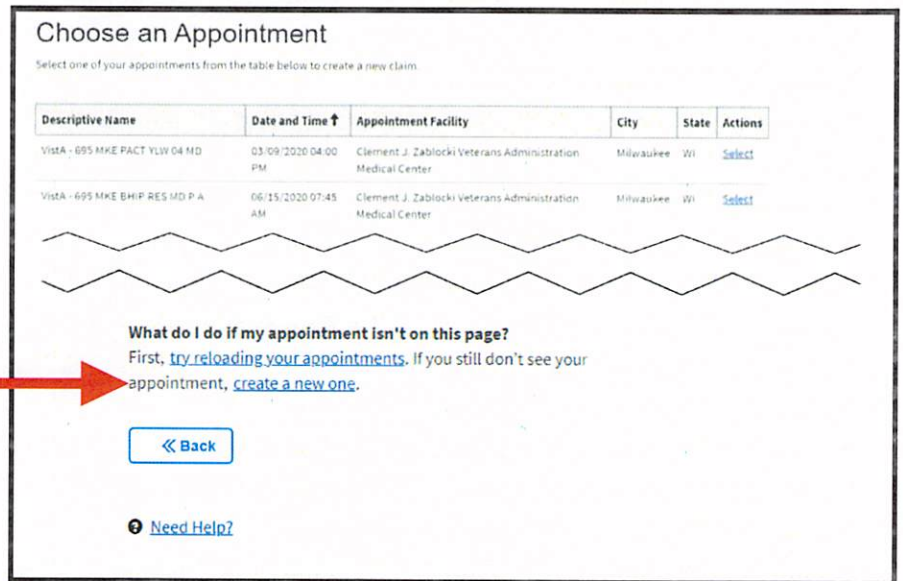 Choose an Appointment
Select one of your appointments from the table below to create a new claim.
Descriptive Name Date and Time ↑ Appointment Facility City State Actions
VistA - 695 MKE PACT YLW 04 MD 03/09/2020 04:00 Clement J. Zablocki Veterans Administration Milwaukee WI Select
PM Medical Center
VistA - 695 MKE BHIP RES MD P A 06/15/2020 07:45 Clement J. Zablocki Veterans Administration Milwaukee WI Select
AM Medical Center
What do I do if my appointment isn't on this page?
First, try reloading your appointments. If you still don't see your
appointment, create a new one.
« Back
Need Help?